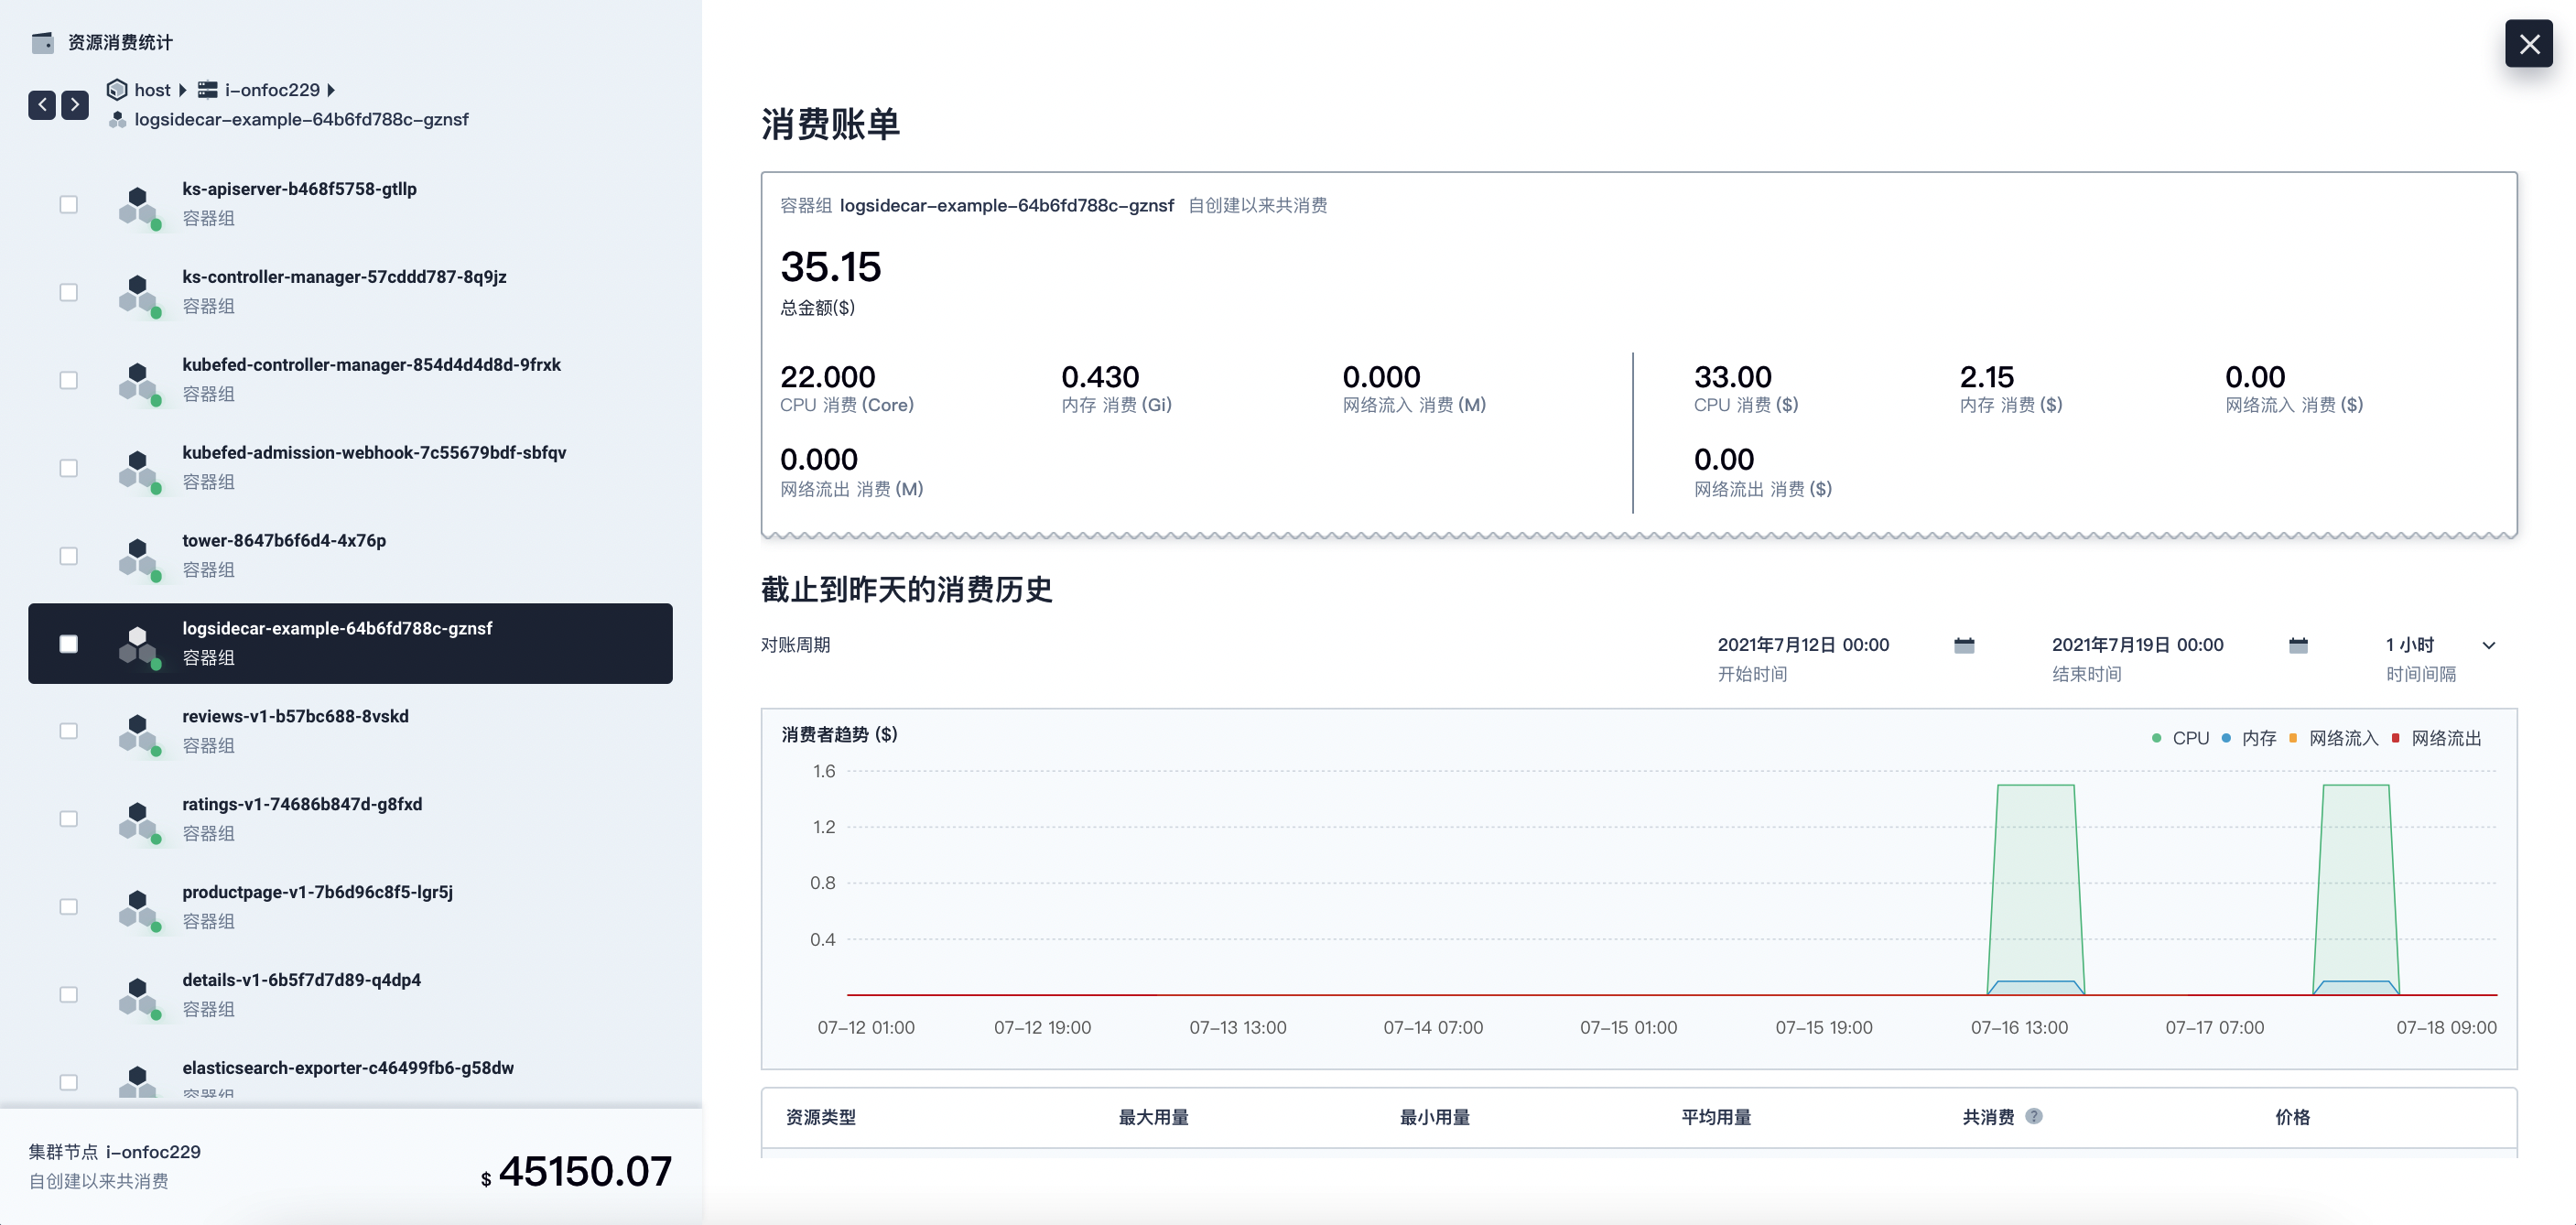 资源消费统计
host
i-onfoc229
logsidecar-example-64b6fd788c-gznsf
ks-apiserver-b468f5758-gtllp
容器组
ks-controller-manager-57cddd787-8q9jz
容器组
kubefed-controller-manager-854d4d4d8d-9frxk
容器组
kubefed-admission-webhook-7c55679bdf-sbfqv
容器组
tower-8647b6f6d4-4x76p
容器组
logsidecar-example-64b6fd788c-gznsf
容器组
reviews-v1-b57bc688-8vskd
容器组
ratings-v1-74686b847d-g8fxd
容器组
productpage-v1-7b6d96c8f5-lgr5j
容器组
details-v1-6b5f7d7d89-q4dp4
容器组
elasticsearch-exporter-c46499fb6-g58dw
容器组
集群节点 i-onfoc229
自创建以来共消费
$ 45150.07
消费账单
容器组 logsidecar-example-64b6fd788c-gznsf 自创建以来共消费
35.15
总金额($)
22.000 0.430 0.000
CPU 消费 (Core) 内存 消费 (Gi) 网络流入 消费 (M)
0.000
网络流出 消费 (M)
33.00 2.15 0.00
CPU 消费 ($) 内存 消费 ($) 网络流入 消费 ($)
0.00
网络流出 消费 ($)
截止到昨天的消费历史
对账周期
2021年7月12日 00:00 2021年7月19日 00:00 1 小时
开始时间 结束时间 时间间隔
消费者趋势 ($)
CPU 内存 网络流入 网络流出
1.6
1.2
0.8
0.4
07-12 01:00 07-12 19:00 07-13 13:00 07-14 07:00 07-15 01:00 07-15 19:00 07-16 13:00 07-17 07:00 07-18 09:00
资源类型 最大用量 最小用量 平均用量 共消费 ? 价格